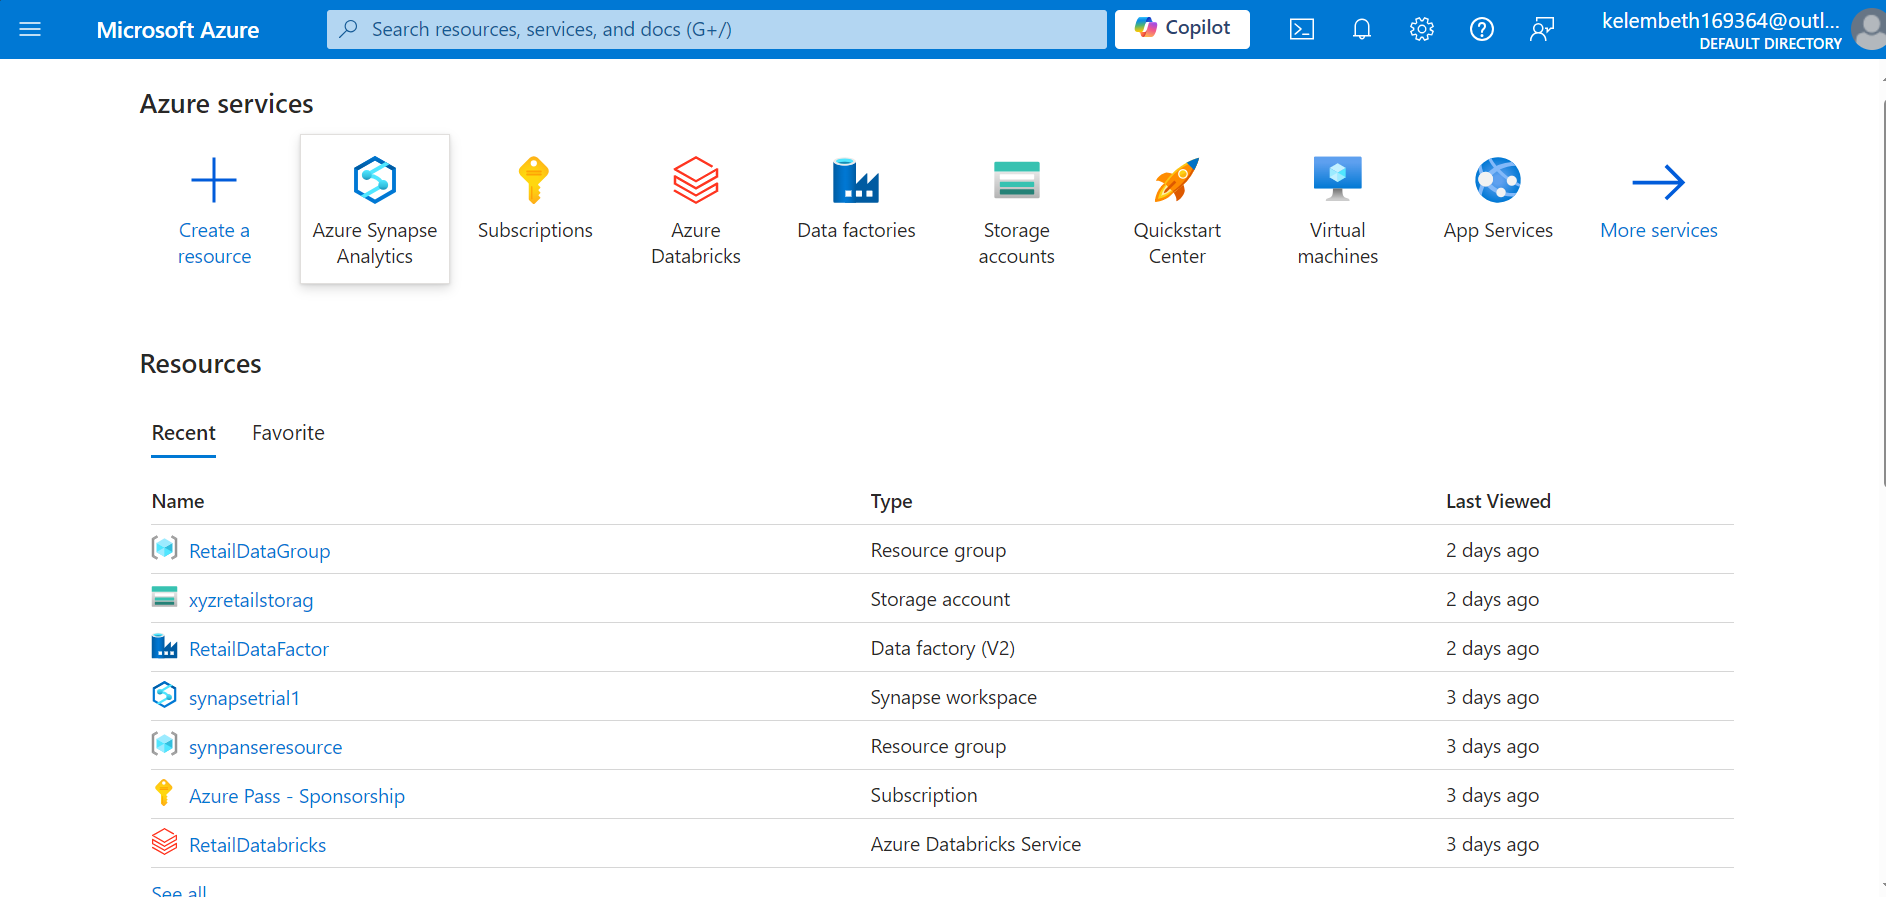 Microsoft Azure
Search resources, services, and docs (G+/)
Copilot
kelembeth169364@outl...
DEFAULT DIRECTORY
Azure services
Create a
resource
Azure Synapse
Analytics
Subscriptions
Azure
Databricks
Data factories
Storage
accounts
Quickstart
Center
Virtual
machines
App Services
More services
Resources
Recent Favorite
Name Type Last Viewed
RetailDataGroup Resource group 2 days ago
xyzretailstorag Storage account 2 days ago
RetailDataFactor Data factory (V2) 2 days ago
synapsetrial1 Synapse workspace 3 days ago
synpanseresource Resource group 3 days ago
Azure Pass - Sponsorship Subscription 3 days ago
RetailDatabricks Azure Databricks Service 3 days ago
See all